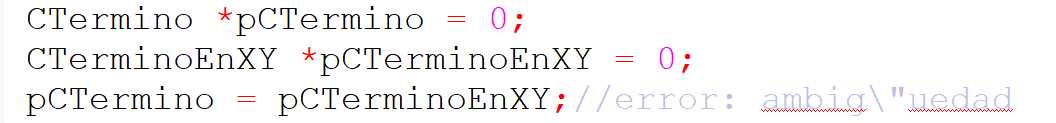 CTermino *pCTermino = 0;
CTerminoEnXY *pCTerminoEnXY = 0;
pCTermino = pCTerminoEnXY;//error: ambig\"uedad